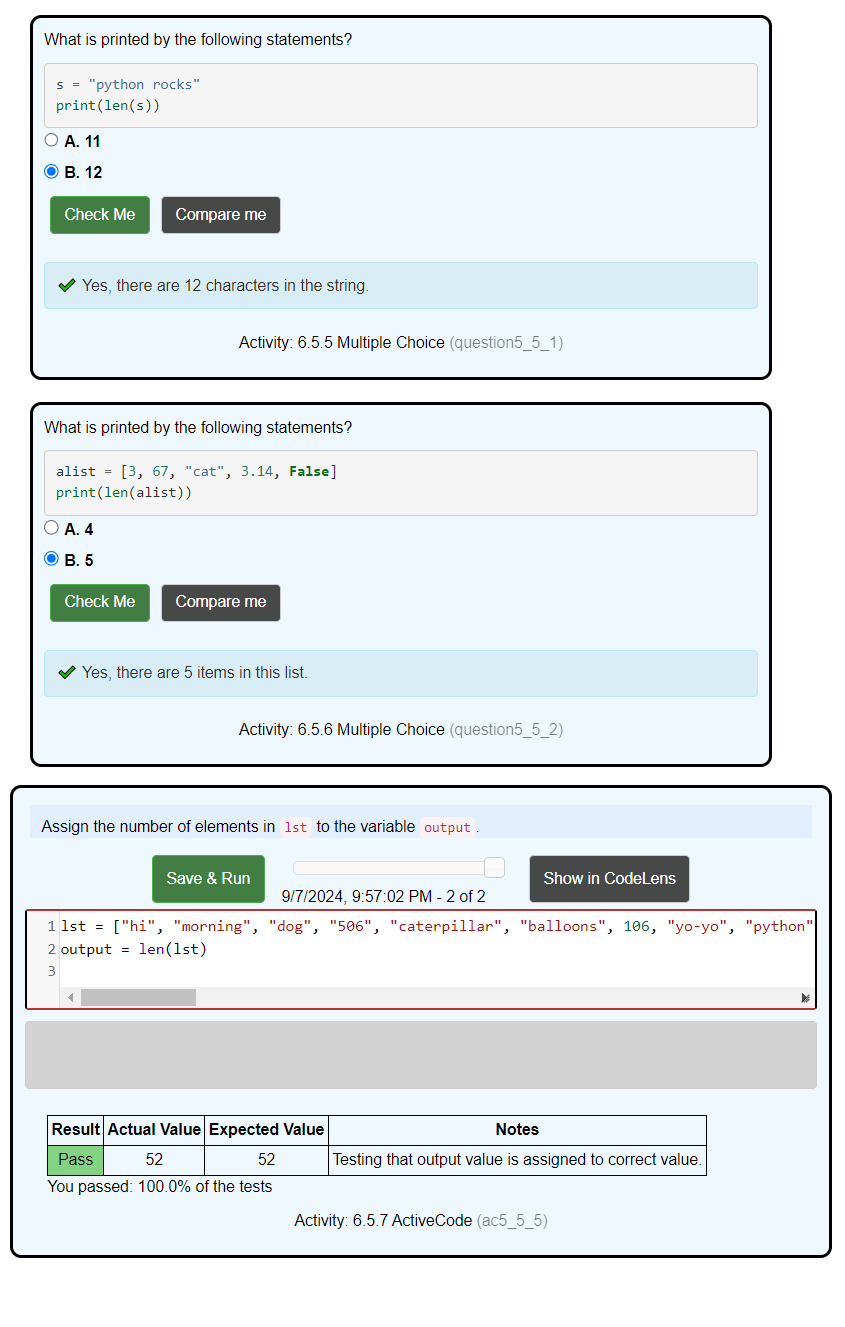 What is printed by the following statements?
s = "python rocks"
print(len(s))
A. 11
B. 12
Check Me Compare me
Yes, there are 12 characters in the string.
Activity: 6.5.5 Multiple Choice (question5_5_1)
What is printed by the following statements?
alist = [3, 67, "cat", 3.14, False]
print(len(alist))
A. 4
B. 5
Check Me Compare me
Yes, there are 5 items in this list.
Activity: 6.5.6 Multiple Choice (question5_5_2)
Assign the number of elements in lst to the variable output.
Save & Run 9/7/2024, 9:57:02 PM - 2 of 2 Show in CodeLens
1 lst = ["hi", "morning", "dog", "506", "caterpillar", "balloons", 106, "yo-yo", "python"
2 output = len(lst)
3
Result Actual Value Expected Value Notes
Pass 52 52 Testing that output value is assigned to correct value.
You passed: 100.0% of the tests
Activity: 6.5.7 ActiveCode (ac5_5_5)